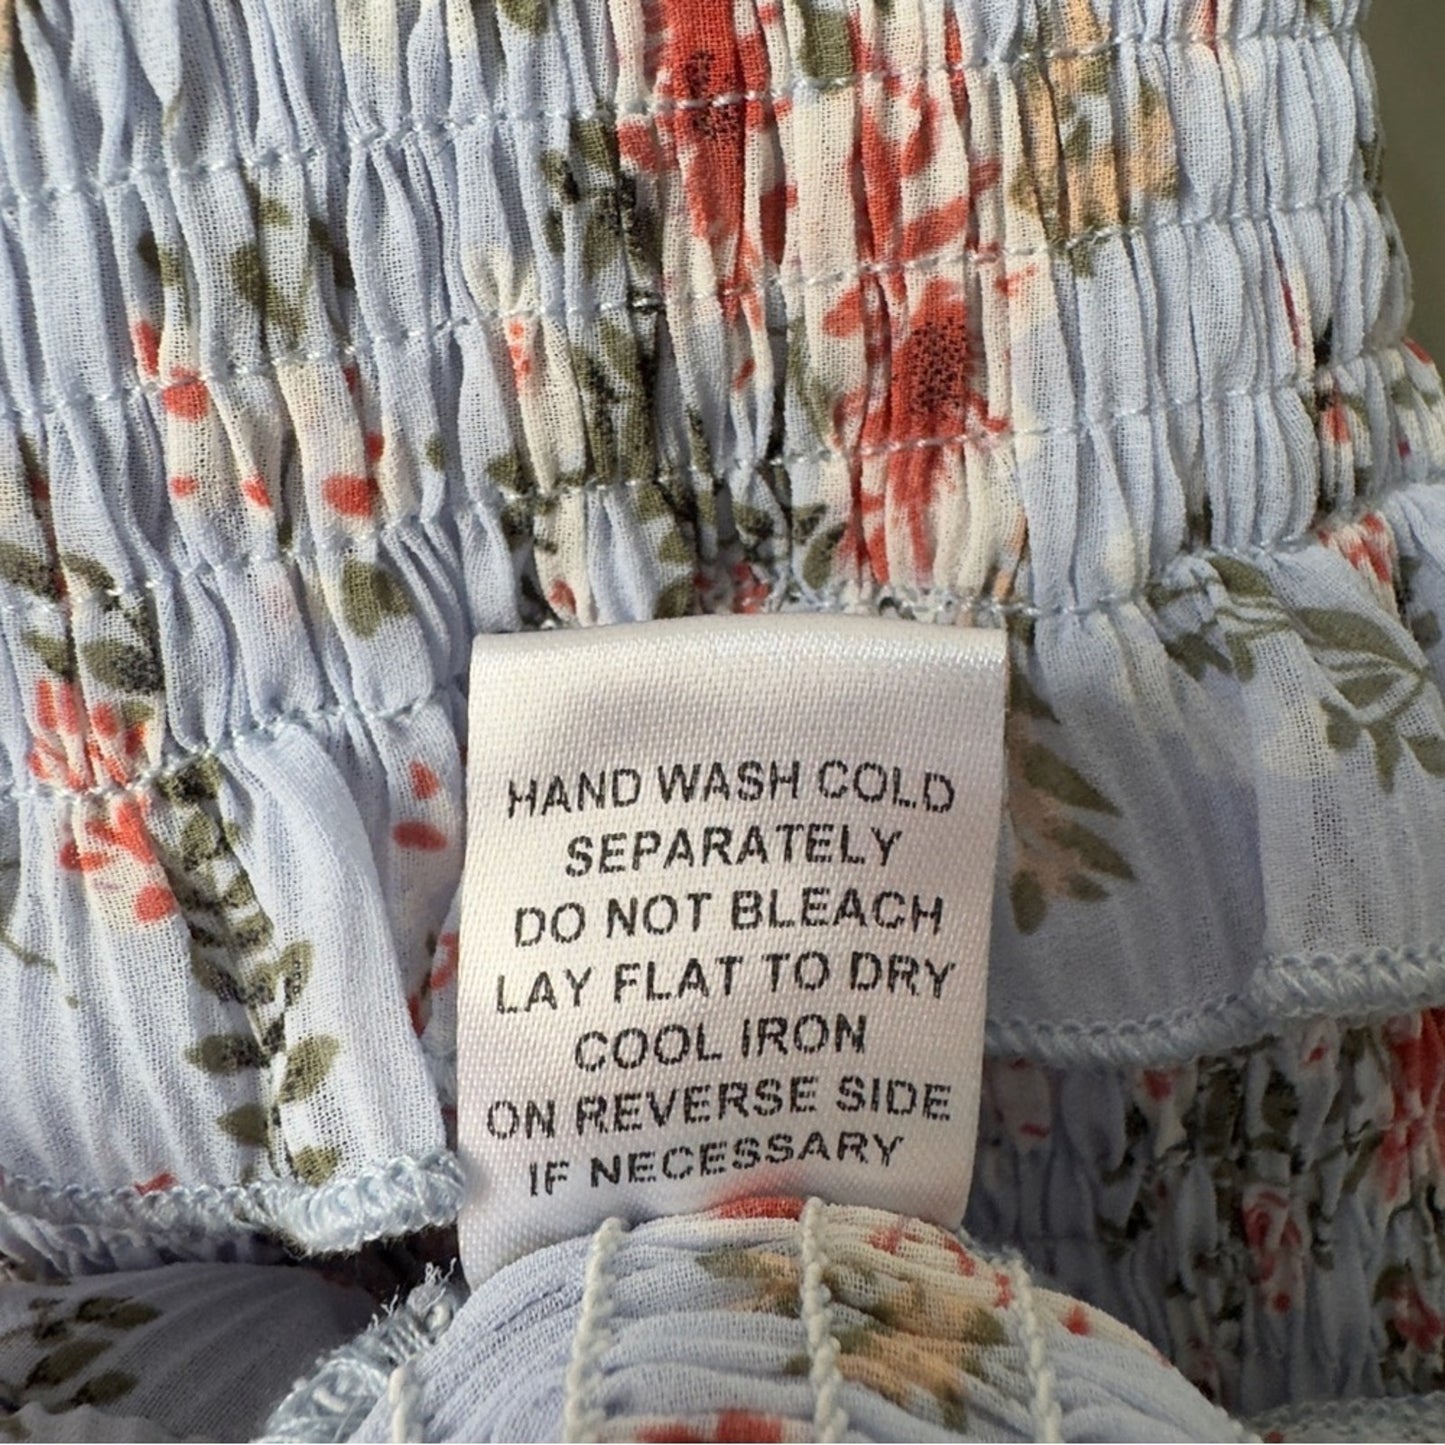 HAND WASH COLD
SEPARATELY
DO NOT BLEACH
LAY FLAT TO DRY
COOL IRON
ON REVERSE SIDE
IF NECESSARY